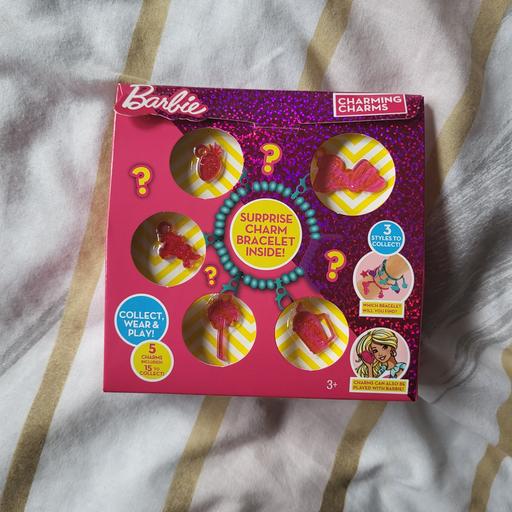 Barbie
CHARMING
CHARMS
?
?
SURPRISE
CHARM
BRACELET
INSIDE!
3
STYLES TO
COLLECT!
?
?
WHICH BRACELET
WILL YOU FIND?
COLLECT,
WEAR &
PLAY!
5
CHARMS INCLUDED
15 TO
COLLECT!
3+
CHARMS CAN ALSO BE
PLAYED WITH BARBIE!